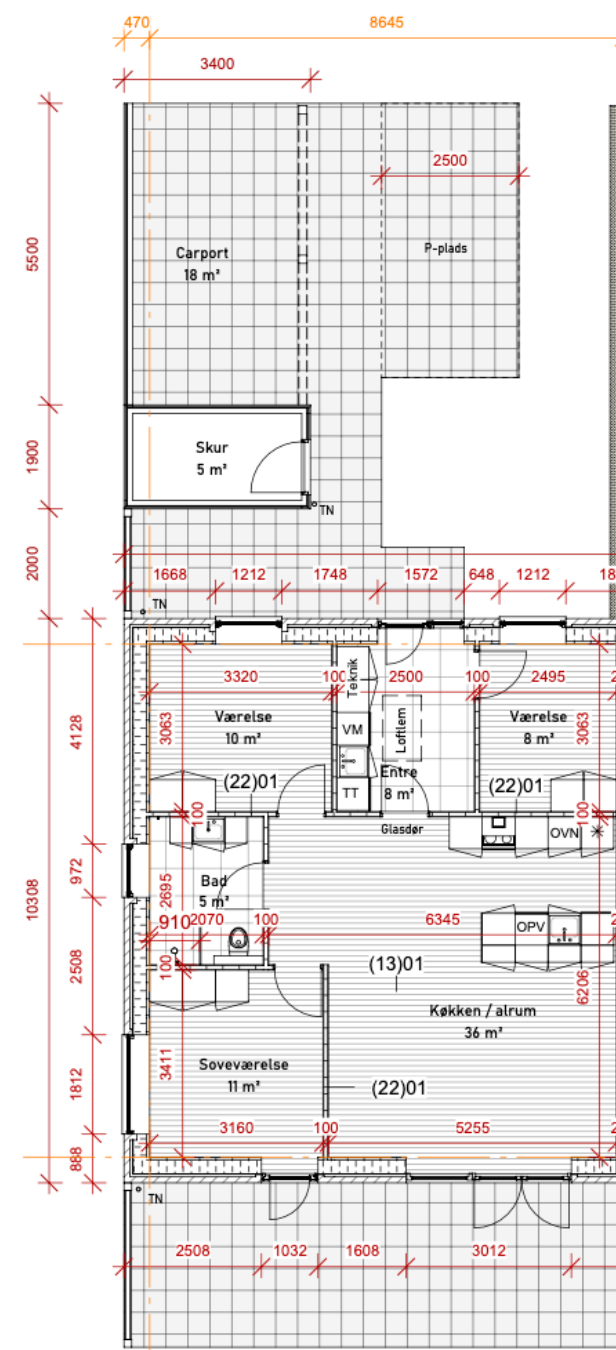 470
8645
3400
2500
5500
Carport
18 m²
P-plads
1900
Skur
5 m²
TN
2000
1668
1212
1748
1572
648
1212
18
TN
3320
100
Teknik
2500
100
2495
2
4128
3063
Værelse
10 m²
VM
Loftlem
Værelse
8 m²
3063
(22)01
TT
Entre
8 m²
(22)01
100
Glasdør
OVN
100
972
10308
2695
Bad
5 m²
910
2070
100
6345
2
OPV
2508
(13)01
100
6206
Køkken / alrum
36 m²
3411
Soveværelse
11 m²
(22)01
1812
3160
100
5255
2
888
TN
2508
1032
1608
3012